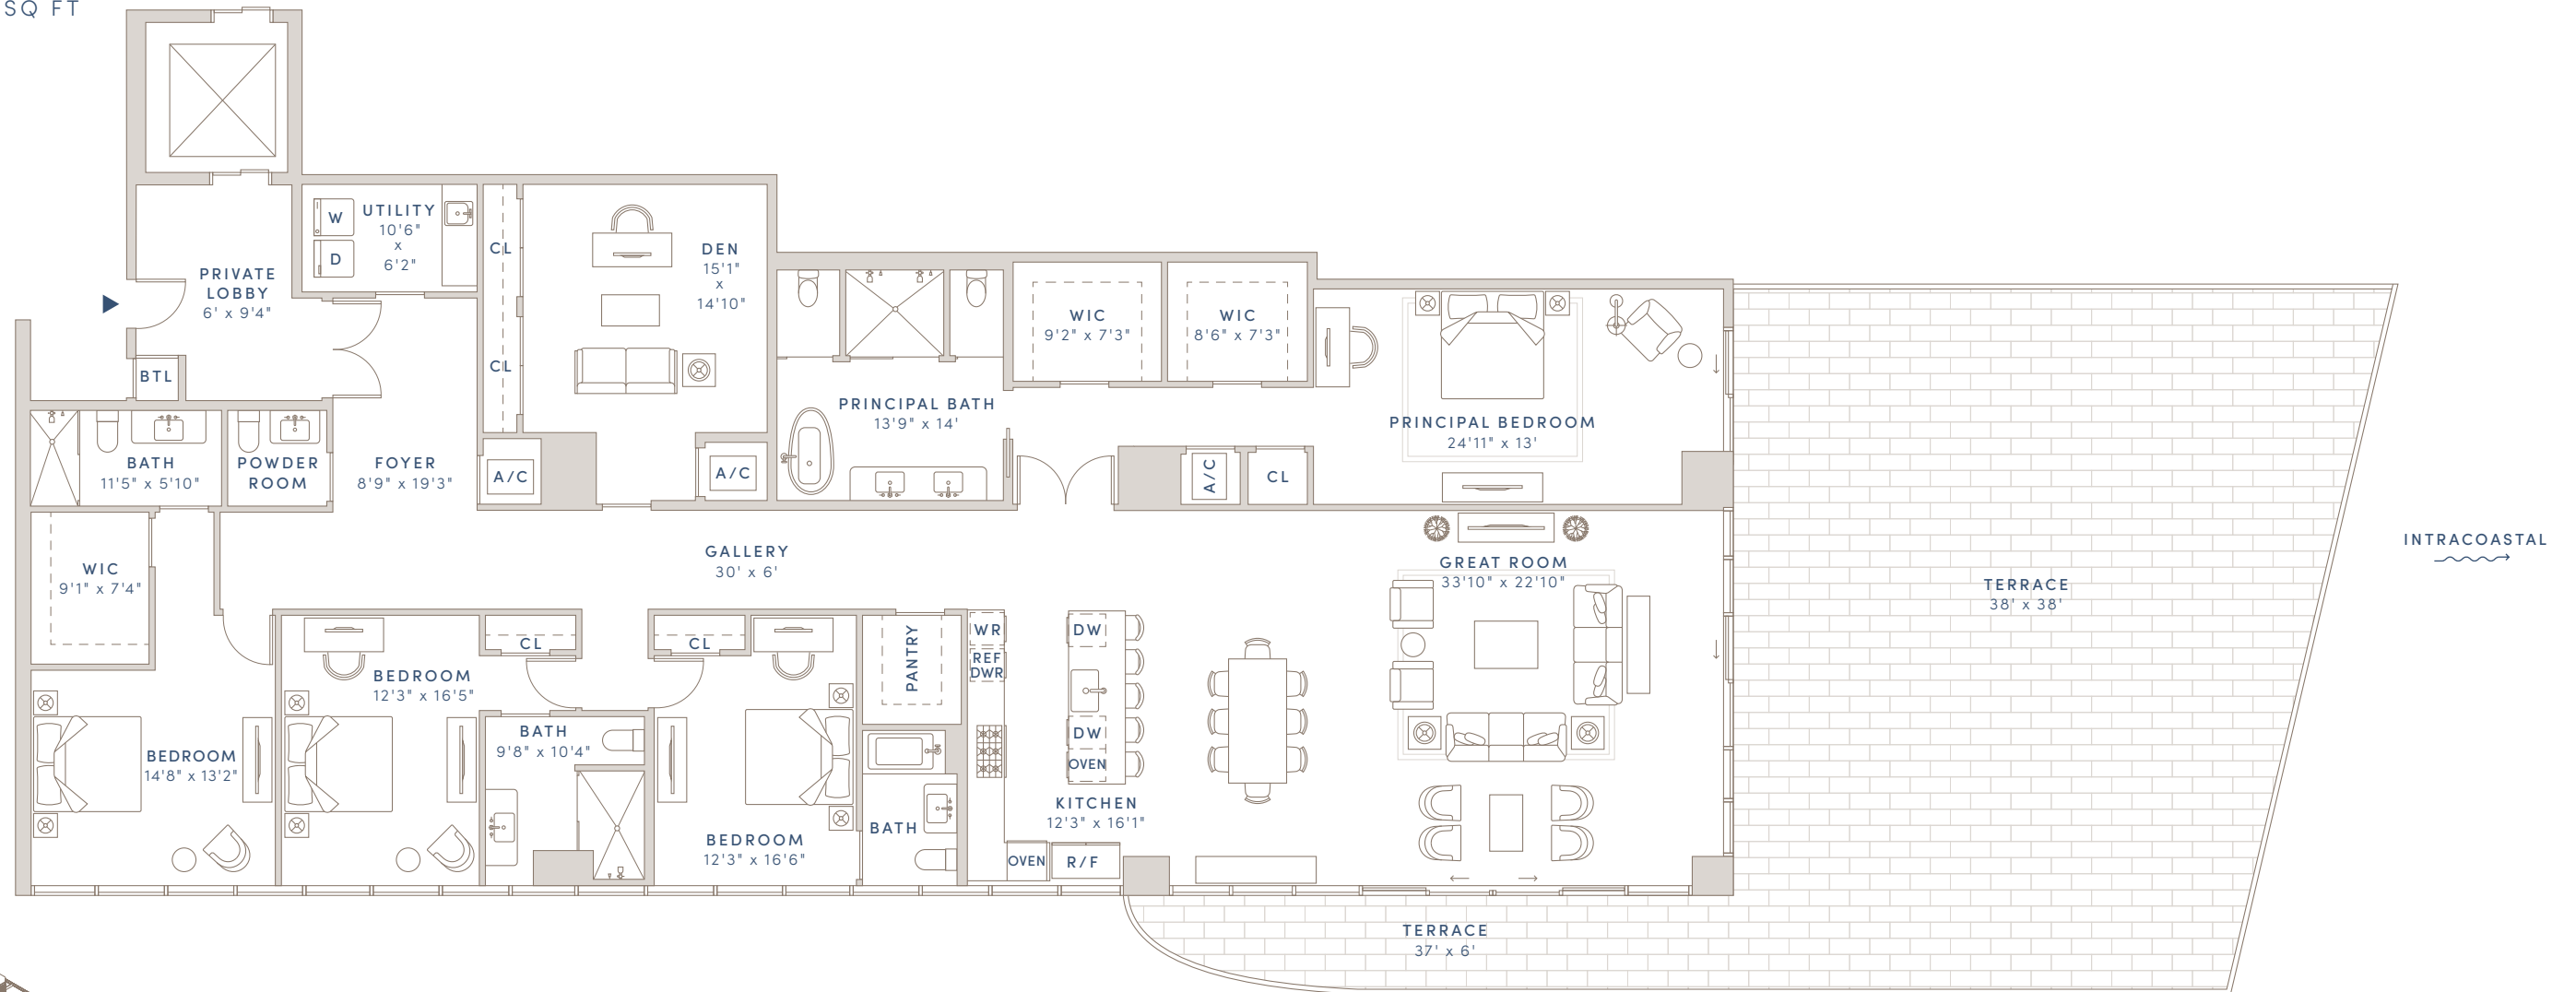 SQ FT
PRIVATE
LOBBY
6' x 9'4"
W
D
UTILITY
10'6"
x
6'2"
CL
CL
DEN
15'1"
x
14'10"
BTL
BATH
11'5" x 5'10"
POWDER
ROOM
FOYER
8'9" x 19'3"
A/C
A/C
PRINCIPAL BATH
13'9" x 14'
WIC
9'2" x 7'3"
WIC
8'6" x 7'3"
PRINCIPAL BEDROOM
24'11" x 13'
A/C
CL
WIC
9'1" x 7'4"
GALLERY
30' x 6'
GREAT ROOM
33'10" x 22'10"
TERRACE
38' x 38'
INTRACOASTAL
BEDROOM
14'8" x 13'2"
BEDROOM
12'3" x 16'5"
CL
BATH
9'8" x 10'4"
CL
BEDROOM
12'3" x 16'6"
PANTRY
BATH
WR
REF
DWR
DW
DW
OVEN
KITCHEN
12'3" x 16'1"
OVEN
R/F
TERRACE
37' x 6'